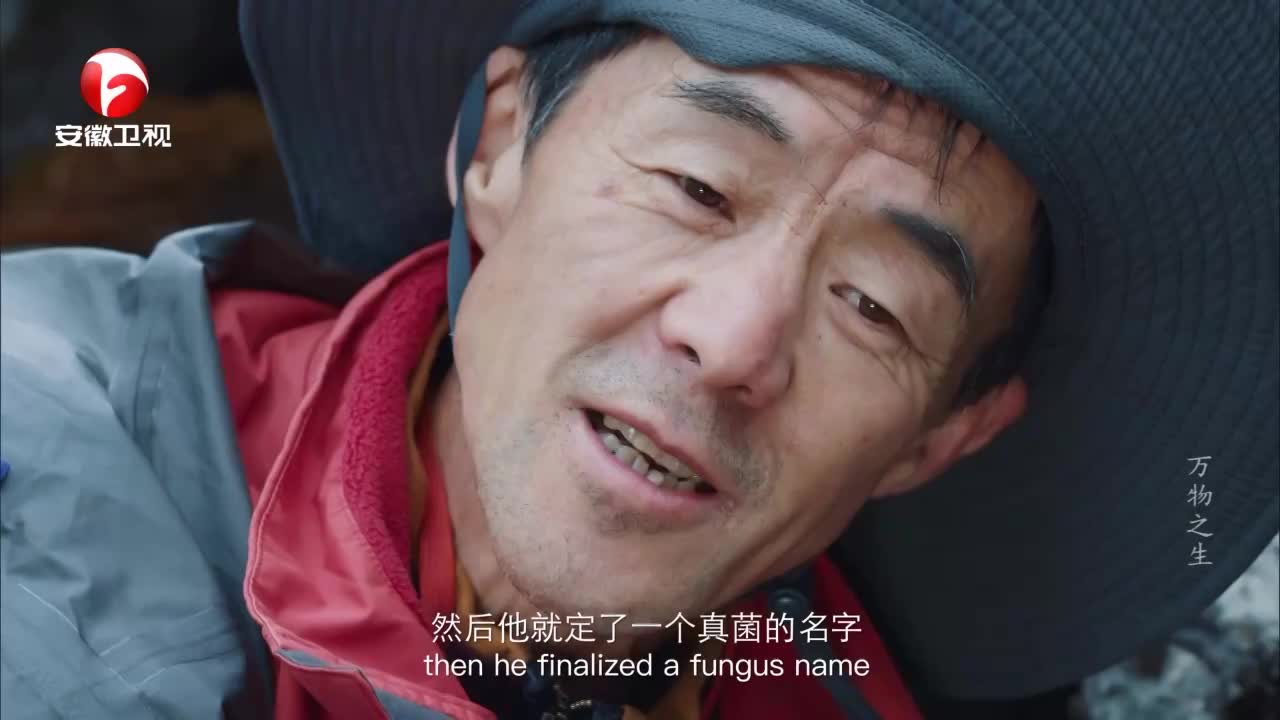 安徽卫视
万物之生
然后他就定了一个真菌的名字
then he finalized a fungus name